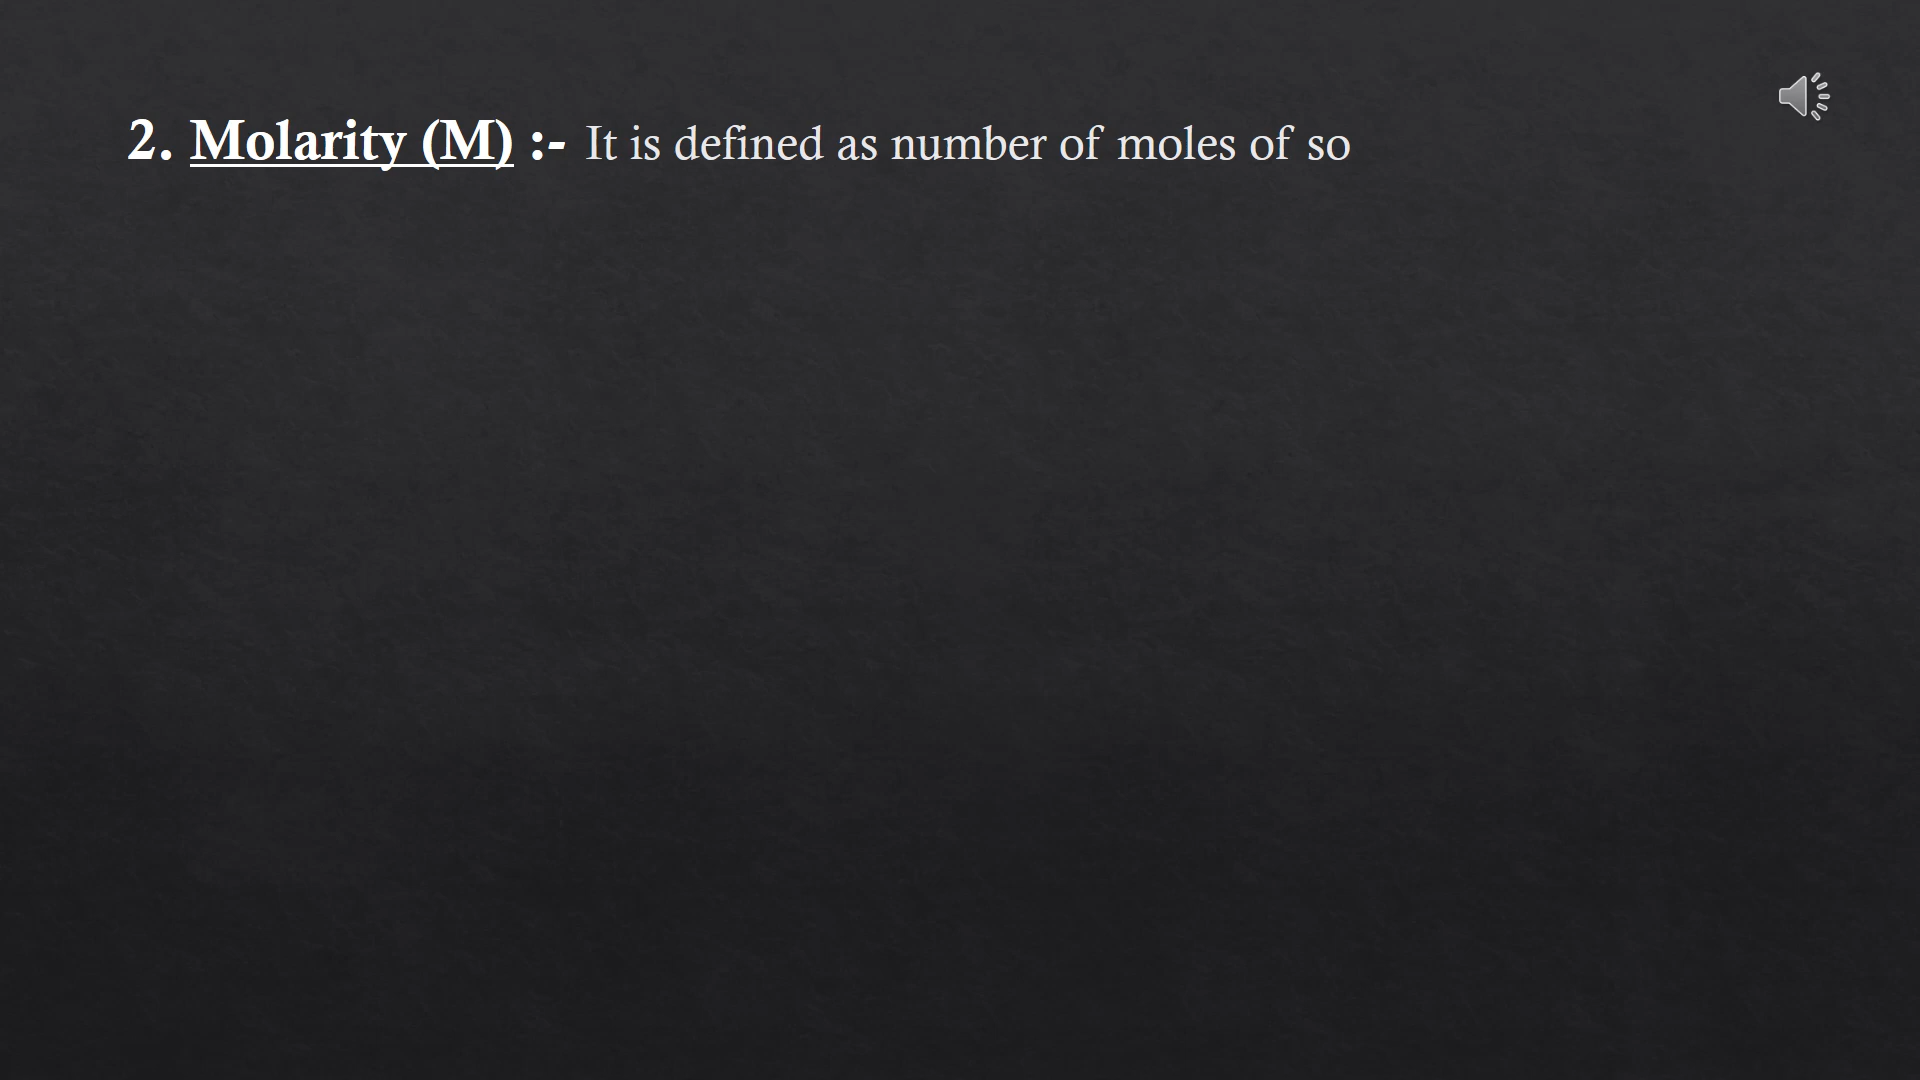 2. Molarity (M) :- It is defined as number of moles of so